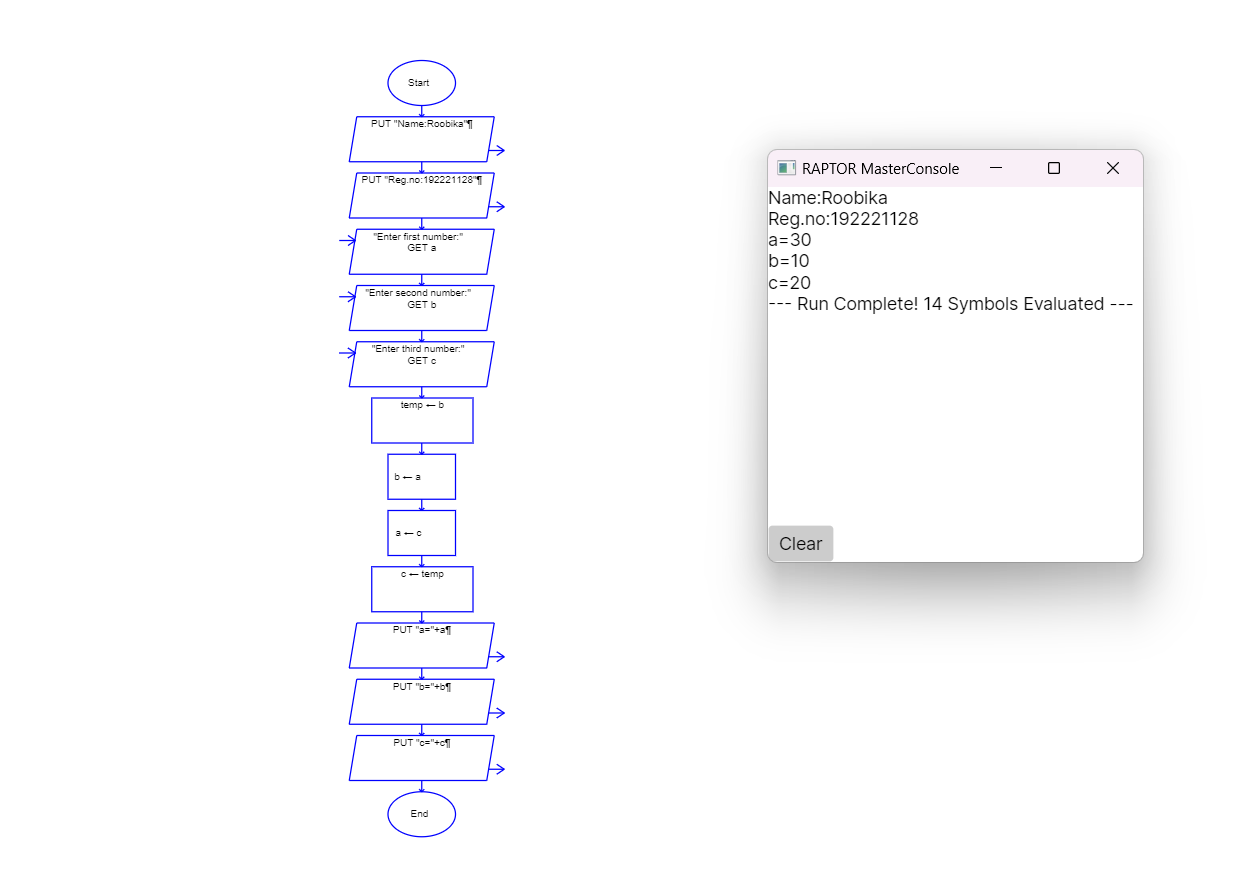 Start
PUT "Name:Roobika"¶
PUT "Reg.no:192221128"¶
"Enter first number:"
GET a
"Enter second number:"
GET b
"Enter third number:"
GET c
temp ← b
b ← a
a ← c
c ← temp
PUT "a="+a¶
PUT "b="+b¶
PUT "c="+c¶
End
RAPTOR MasterConsole
Name:Roobika
Reg.no:192221128
a=30
b=10
c=20
--- Run Complete! 14 Symbols Evaluated ---
Clear